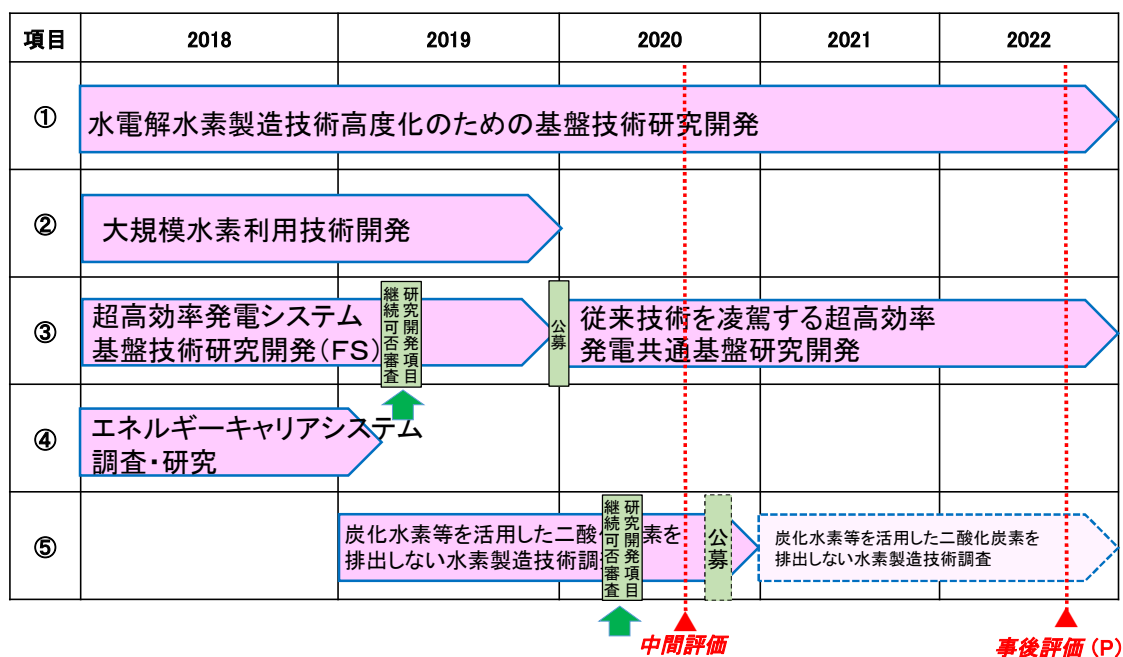 項目 2018 2019 2020 2021 2022
①
水電解水素製造技術高度化のための基盤技術研究開発
②
大規模水素利用技術開発
③
超高効率発電システム
基盤技術研究開発(FS)
研究開発項目
継続可否審査
公募
従来技術を凌駕する超高効率
発電共通基盤研究開発
④
エネルギーキャリアシステム
調査・研究
⑤
炭化水素等を活用した二酸化 素を
排出しない水素製造技術調
研究開発項目
継続可否審査
公募
炭化水素等を活用した二酸化炭素を
排出しない水素製造技術調査
中間評価
事後評価(P)